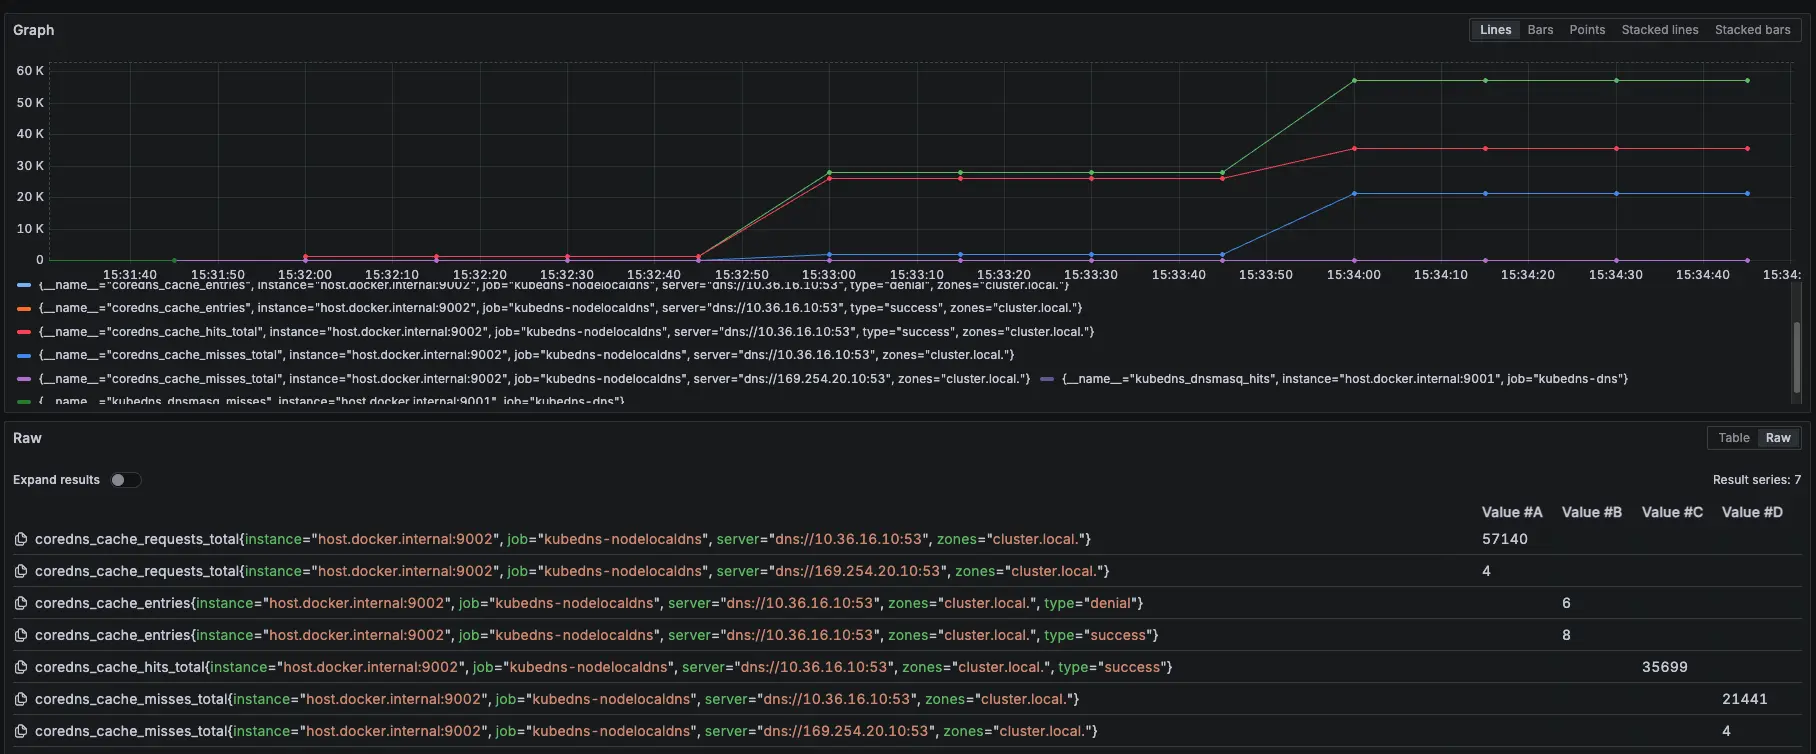 Graph
Lines Bars Points Stacked lines Stacked bars
60 K
50 K
40 K
30 K
20 K
10 K
0
15:31:40 15:31:50 15:32:00 15:32:10 15:32:20 15:32:30 15:32:40 15:32:50 15:33:00 15:33:10 15:33:20 15:33:30 15:33:40 15:33:50 15:34:00 15:34:10 15:34:20 15:34:30 15:34:40 15:34:
{__name__="coredns_cache_entries", instance="host.docker.internal:9002", job="kubedns-nodelocaldns", server="dns://10.36.16.10:53", type="denial", zones="cluster.local."}
{__name__="coredns_cache_entries", instance="host.docker.internal:9002", job="kubedns-nodelocaldns", server="dns://10.36.16.10:53", type="success", zones="cluster.local."}
{__name__="coredns_cache_hits_total", instance="host.docker.internal:9002", job="kubedns-nodelocaldns", server="dns://10.36.16.10:53", type="success", zones="cluster.local."}
{__name__="coredns_cache_misses_total", instance="host.docker.internal:9002", job="kubedns-nodelocaldns", server="dns://10.36.16.10:53", zones="cluster.local."}
{__name__="coredns_cache_misses_total", instance="host.docker.internal:9002", job="kubedns-nodelocaldns", server="dns://169.254.20.10:53", zones="cluster.local."} {__name__="kubedns_dnsmasq_hits", instance="host.docker.internal:9001", job="kubedns-dns"}
{__name__="kubedns_dnsmasq_misses", instance="host.docker.internal:9001", job="kubedns-dns"}
Raw
Table Raw
Expand results
Result series: 7
Value #A Value #B Value #C Value #D
coredns_cache_requests_total{instance="host.docker.internal:9002", job="kubedns-nodelocaldns", server="dns://10.36.16.10:53", zones="cluster.local."} 57140
coredns_cache_requests_total{instance="host.docker.internal:9002", job="kubedns-nodelocaldns", server="dns://169.254.20.10:53", zones="cluster.local."} 4
coredns_cache_entries{instance="host.docker.internal:9002", job="kubedns-nodelocaldns", server="dns://10.36.16.10:53", zones="cluster.local.", type="denial"} 6
coredns_cache_entries{instance="host.docker.internal:9002", job="kubedns-nodelocaldns", server="dns://10.36.16.10:53", zones="cluster.local.", type="success"} 8
coredns_cache_hits_total{instance="host.docker.internal:9002", job="kubedns-nodelocaldns", server="dns://10.36.16.10:53", zones="cluster.local.", type="success"} 35699
coredns_cache_misses_total{instance="host.docker.internal:9002", job="kubedns-nodelocaldns", server="dns://10.36.16.10:53", zones="cluster.local."} 21441
coredns_cache_misses_total{instance="host.docker.internal:9002", job="kubedns-nodelocaldns", server="dns://169.254.20.10:53", zones="cluster.local."} 4